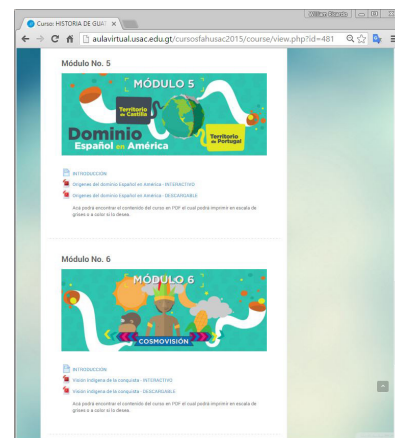 Curso: HISTORIA DE GUAT
aulavirtual.usac.edu.gt/cursosfahusac2015/course/view.php?id=481
Módulo No. 5
MÓDULO 5
Territorio
de Castilla
Territorio
de Portugal
Dominio
Español en América
INTRODUCCIÓN
Orígenes del dominio Español en América - INTERACTIVO
Orígenes del dominio Español en América - DESCARGABLE
Acá podrá encontrar el contenido del curso en PDF el cual podrá imprimir en escala de
grises o a color si lo desea.
Módulo No. 6
MÓDULO 6
COSMOVISIÓN
INTRODUCCIÓN
Visión indígena de la conquista - INTERACTIVO
Visión indígena de la conquista - DESCARGABLE
Acá podrá encontrar el contenido del curso en PDF el cual podrá imprimir en escala de
grises o a color si lo desea.